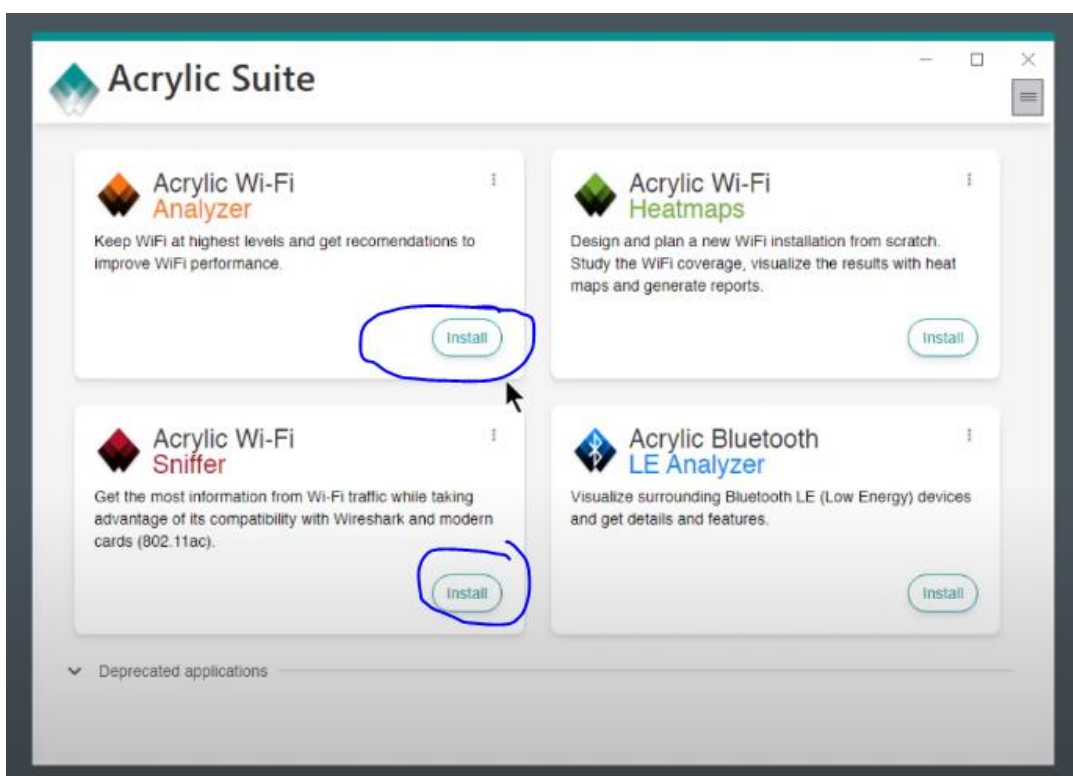 Acrylic Suite
Acrylic Wi-Fi
Analyzer
Keep WiFi at highest levels and get recomendations to
improve WiFi performance.
Install
Acrylic Wi-Fi
Heatmaps
Design and plan a new WiFi installation from scratch.
Study the WiFi coverage, visualize the results with heat
maps and generate reports.
Install
Acrylic Wi-Fi
Sniffer
Get the most information from Wi-Fi traffic while taking
advantage of its compatibility with Wireshark and modern
cards (802.11ac).
Install
Acrylic Bluetooth
LE Analyzer
Visualize surrounding Bluetooth LE (Low Energy) devices
and get details and features.
Install
Deprecated applications